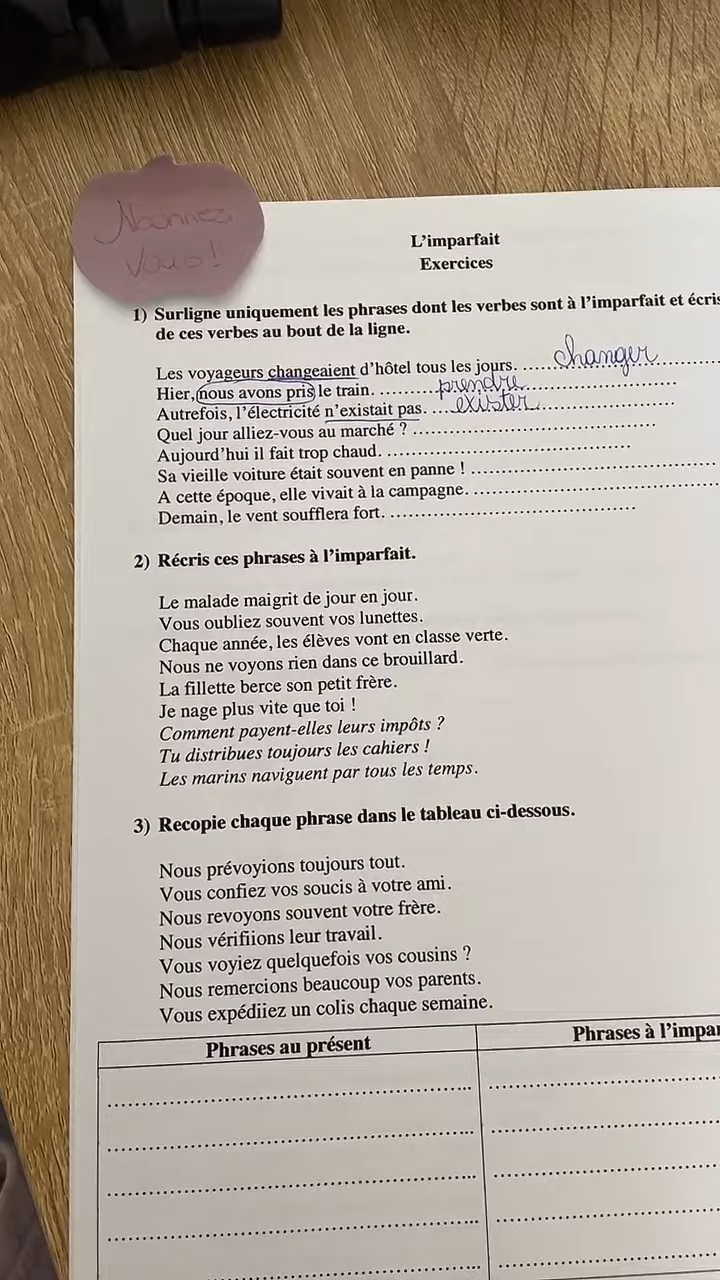 Abonnez
Vous!
L'imparfait
Exercices
1) Surligne uniquement les phrases dont les verbes sont à l'imparfait et écris
de ces verbes au bout de la ligne.
Les voyageurs changeaient d'hôtel tous les jours. changer
Hier, nous avons pris le train. prendre
Autrefois, l'électricité n'existait pas. exister
Quel jour alliez-vous au marché ?
Aujourd'hui il fait trop chaud.
Sa vieille voiture était souvent en panne !
A cette époque, elle vivait à la campagne.
Demain, le vent soufflera fort.
2) Récris ces phrases à l'imparfait.
Le malade maigrit de jour en jour.
Vous oubliez souvent vos lunettes.
Chaque année, les élèves vont en classe verte.
Nous ne voyons rien dans ce brouillard.
La fillette berce son petit frère.
Je nage plus vite que toi !
Comment payent-elles leurs impôts ?
Tu distribues toujours les cahiers !
Les marins naviguent par tous les temps.
3) Recopie chaque phrase dans le tableau ci-dessous.
Nous prévoyions toujours tout.
Vous confiez vos soucis à votre ami.
Nous revoyons souvent votre frère.
Nous vérifiions leur travail.
Vous voyiez quelquefois vos cousins ?
Nous remercions beaucoup vos parents.
Vous expédiiez un colis chaque semaine.
Phrases au présent
Phrases à l'impar